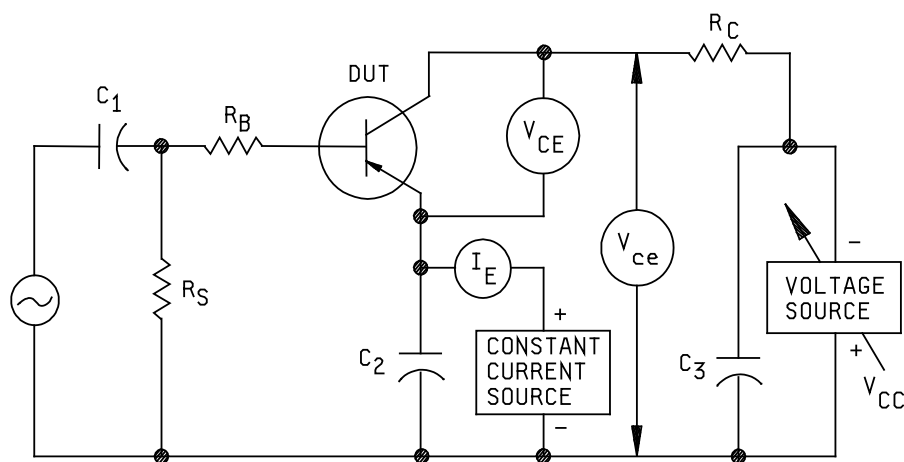 R_C
DUT
C_1
R_B
V_CE
V_ce
I_E
R_S
−
VOLTAGE
SOURCE
+
+
C_2
CONSTANT
CURRENT
SOURCE
C_3
V_CC
−